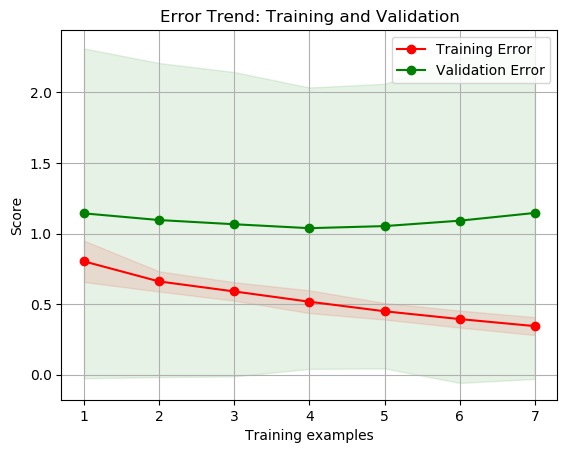 Error Trend: Training and Validation
Training Error
Validation Error
2.0
1.5
1.0
0.5
0.0
Score
1 2 3 4 5 6 7
Training examples